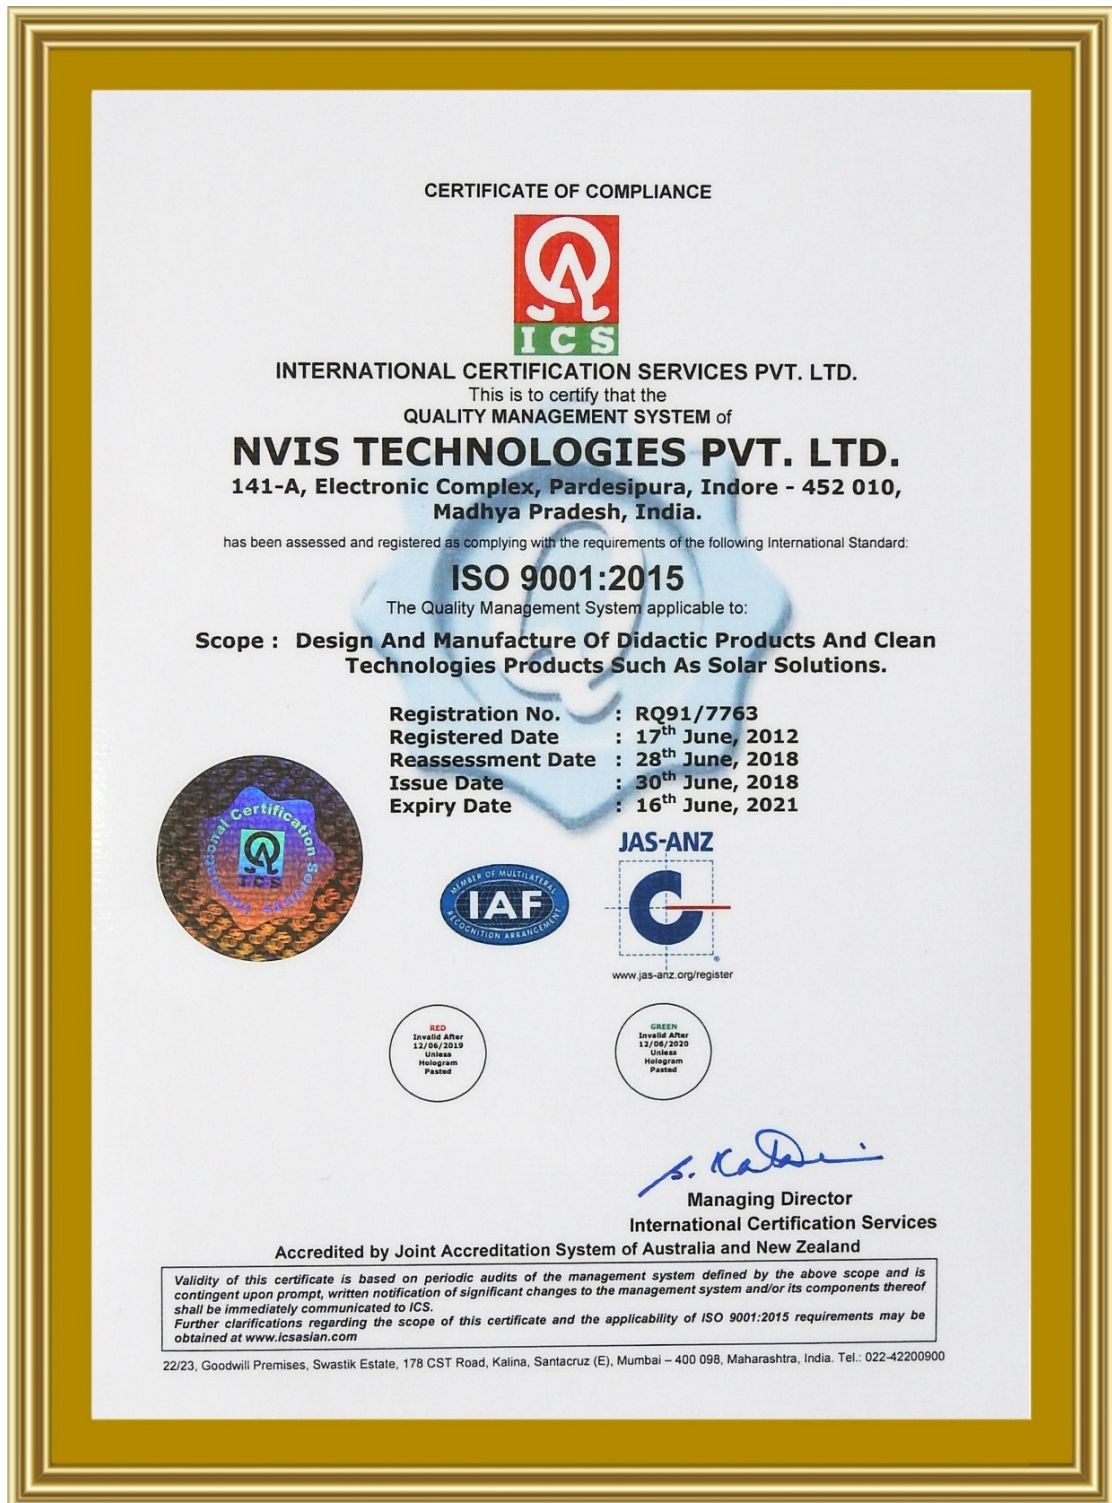 CERTIFICATE OF COMPLIANCE
ICS
INTERNATIONAL CERTIFICATION SERVICES PVT. LTD.
This is to certify that the
QUALITY MANAGEMENT SYSTEM of
NVIS TECHNOLOGIES PVT. LTD.
141-A, Electronic Complex, Pardesipura, Indore - 452 010,
Madhya Pradesh, India.
has been assessed and registered as complying with the requirements of the following International Standard:
ISO 9001:2015
The Quality Management System applicable to:
Scope : Design And Manufacture Of Didactic Products And Clean
Technologies Products Such As Solar Solutions.
Registration No. : RQ91/7763
Registered Date : 17th June, 2012
Reassessment Date : 28th June, 2018
Issue Date : 30th June, 2018
Expiry Date : 16th June, 2021
International Certification Services
ICS
MEMBER OF MULTILATERAL
IAF
RECOGNITION ARRANGEMENT
JAS-ANZ
www.jas-anz.org/register
RED
Invalid After
12/06/2019
Unless
Hologram
Pasted
GREEN
Invalid After
12/06/2020
Unless
Hologram
Pasted
Managing Director
International Certification Services
Accredited by Joint Accreditation System of Australia and New Zealand
Validity of this certificate is based on periodic audits of the management system defined by the above scope and is
contingent upon prompt, written notification of significant changes to the management system and/or its components thereof
shall be immediately communicated to ICS.
Further clarifications regarding the scope of this certificate and the applicability of ISO 9001:2015 requirements may be
obtained at www.icsasian.com
22/23, Goodwill Premises, Swastik Estate, 178 CST Road, Kalina, Santacruz (E), Mumbai – 400 098, Maharashtra, India. Tel.: 022-42200900